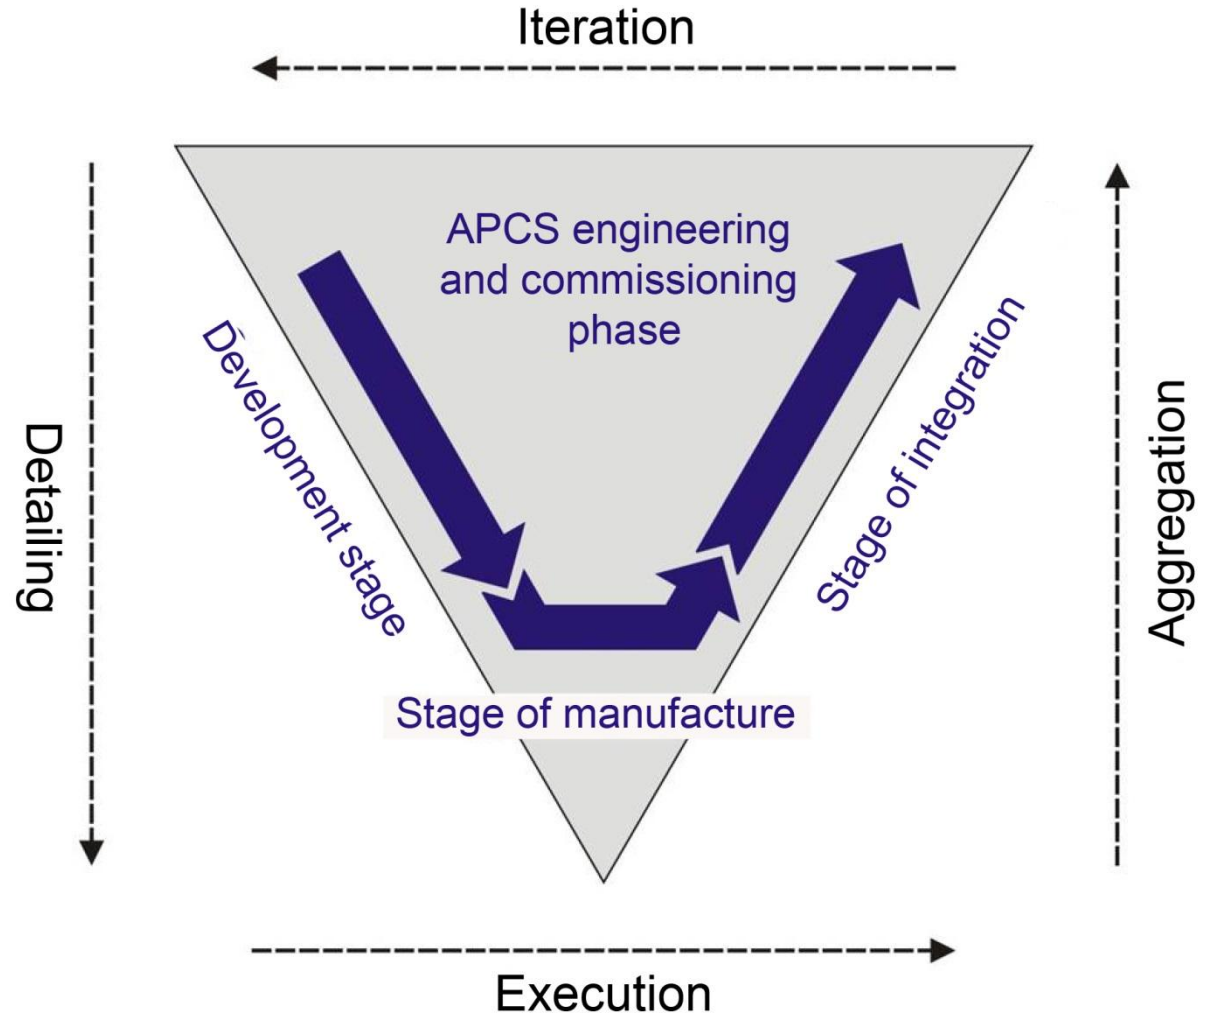 Iteration
APCS engineering
and commissioning
phase
Detailing
Development stage
Stage of integration
Aggregation
Stage of manufacture
Execution